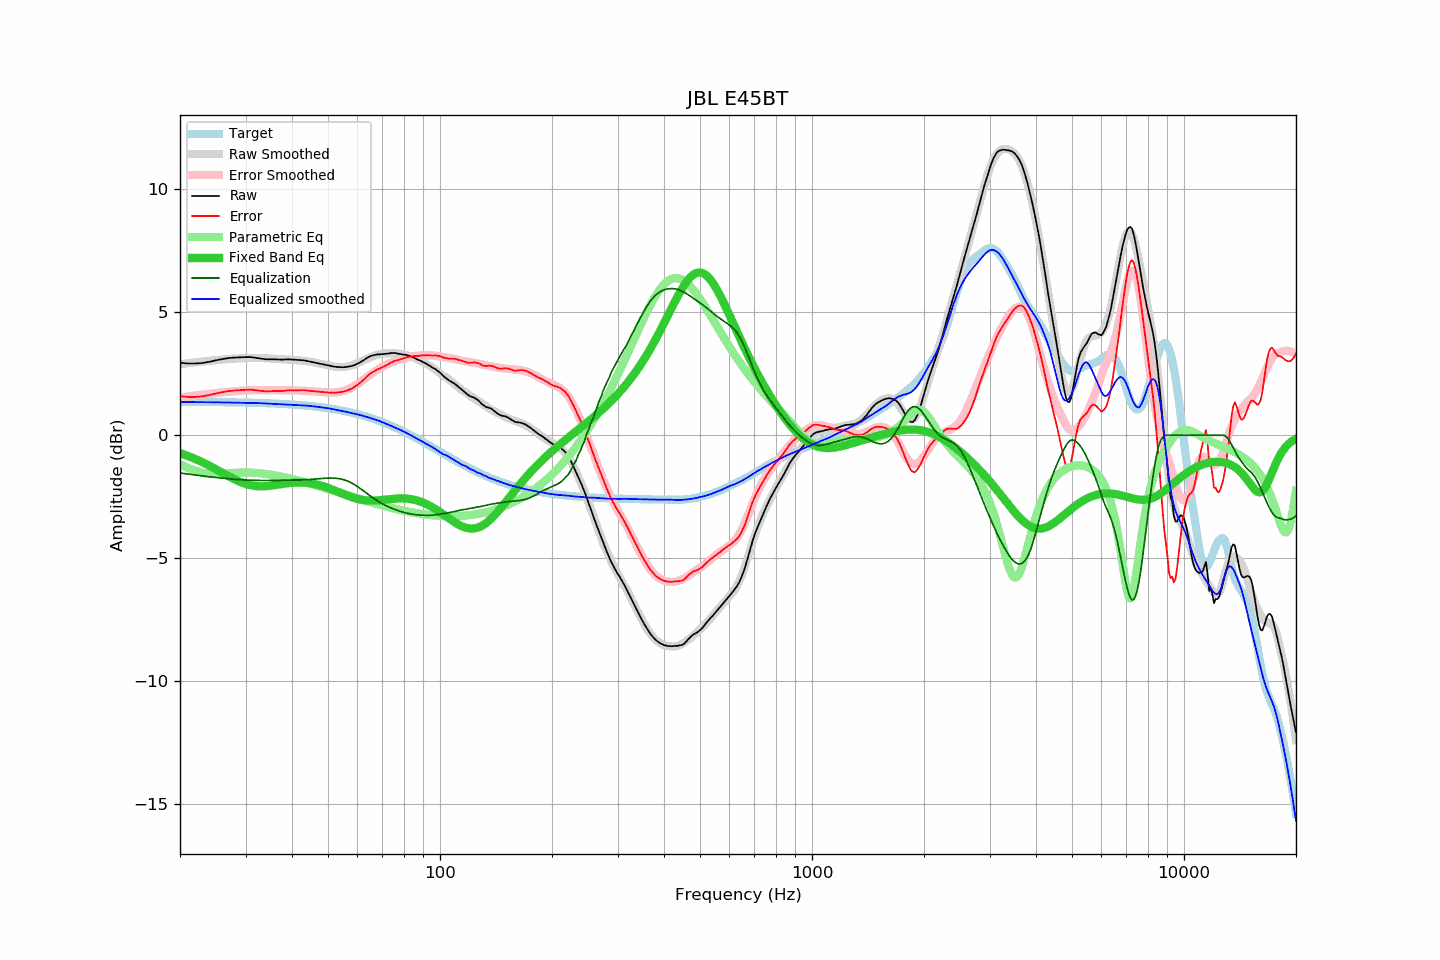 JBL E45BT
Target
Raw Smoothed
Error Smoothed
Raw
Error
Parametric Eq
Fixed Band Eq
Equalization
Equalized smoothed
10
5
0
−5
−10
−15
Amplitude (dBr)
100
1000
10000
Frequency (Hz)